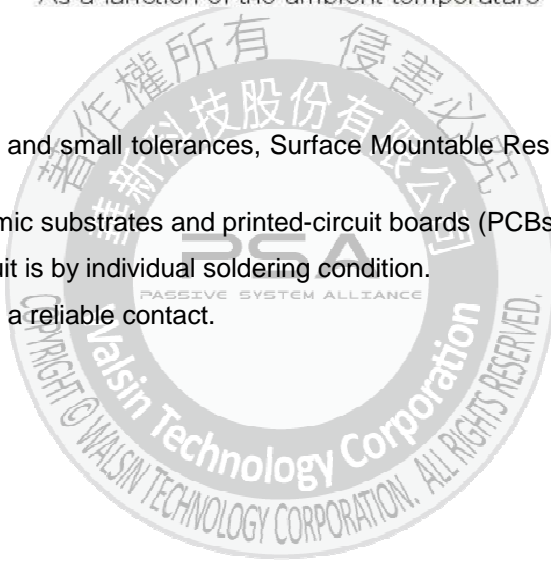 As a function of the ambient temperature
著作權所有 侵害必究
華新科技股份有限公司
and small tolerances, Surface Mountable Res
mic substrates and printed-circuit boards (PCBs
PSA
uit is by individual soldering condition.
PASSIVE SYSTEM ALLIANCE
a reliable contact.
Walsin Technology Corporation
COPYRIGHT © WALSIN TECHNOLOGY CORPORATION. ALL RIGHTS RESERVED.